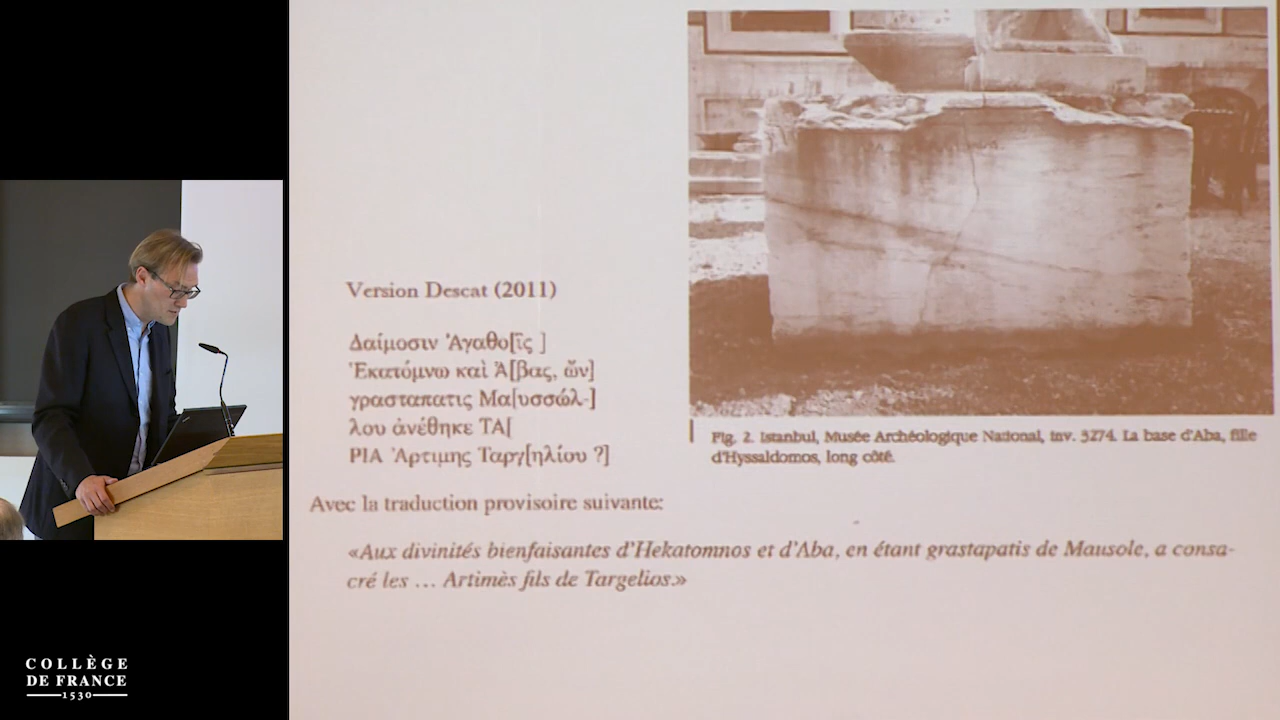 Version Descat (2011)
Δαίμοσιν Ἀγαθο[ῖς ]
Ἑκατόμνω καὶ Ἄ[βας, ὤν]
γρασταπατις Μα[υσσώλ-]
λου ἀνέθηκε ΤΑ[
ΡΙΑ Ἀρτιμης Ταργ[ηλίου ?]
Avec la traduction provisoire suivante:
«Aux divinités bienfaisantes d'Hekatomnos et d'Aba, en étant grastapatis de Mausole, a consa-
cré les ... Artimès fils de Targelios.»
Fig. 2. Istanbul, Musée Archéologique National, inv. 3274. La base d'Aba, fille
d'Hyssaldomos, long côté.
COLLÈGE
DE FRANCE
1530